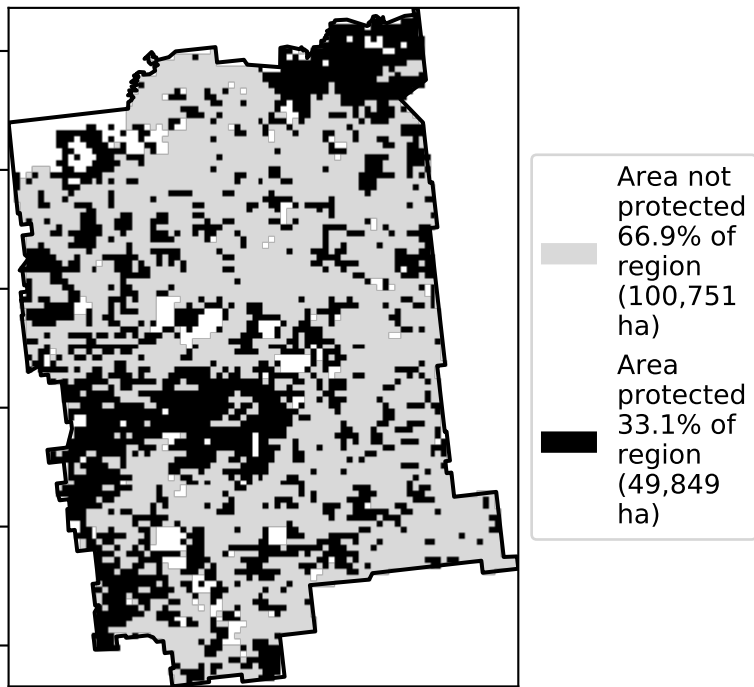 Area not
protected
66.9% of
region
(100,751
ha)
Area
protected
33.1% of
region
(49,849
ha)